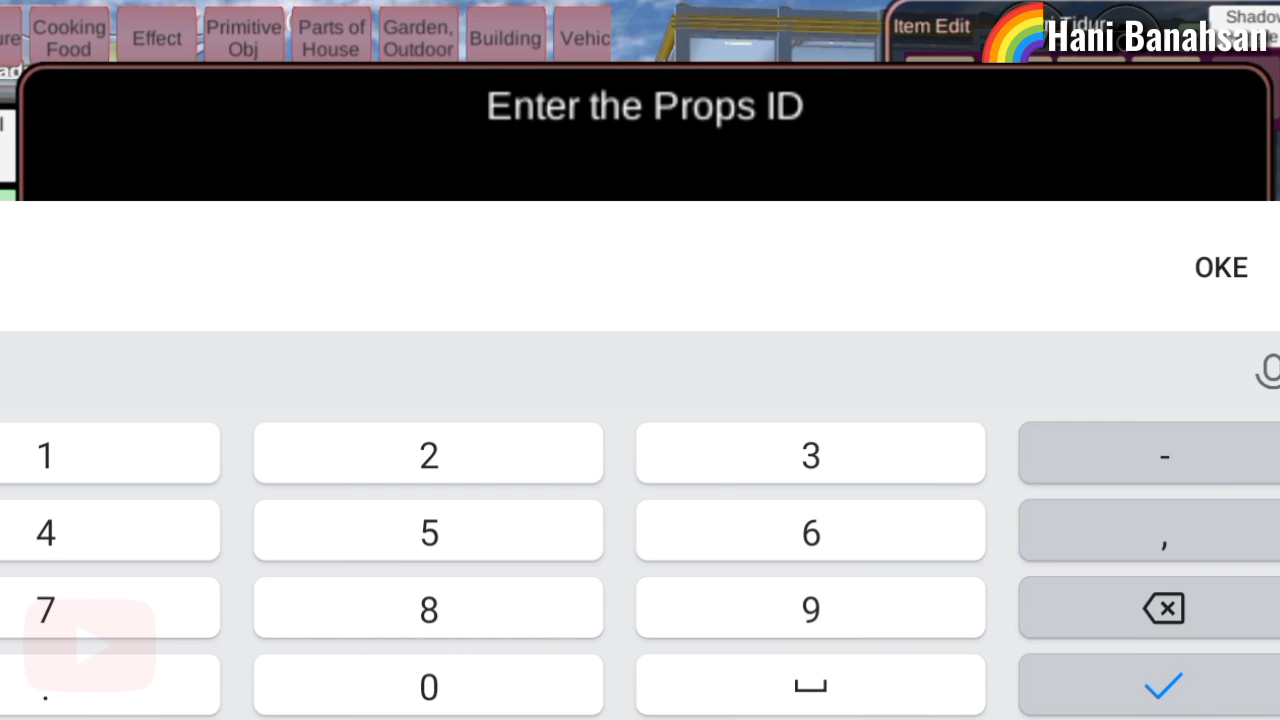 Cooking
Food
Effect
Primitive
Obj
Parts of
House
Garden,
Outdoor
Building
Vehic
Item Edit
Tidur
Shado
Hani Banahsan
Enter the Props ID
OKE
1 2 3 -
4 5 6 ,
7 8 9
. 0